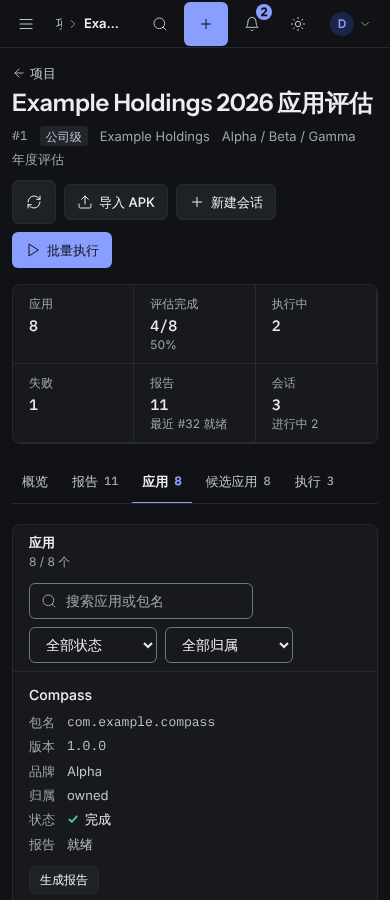 Exa...
2
D
项目
Example Holdings 2026 应用评估
#1 公司级 Example Holdings Alpha / Beta / Gamma
年度评估
导入 APK
新建会话
批量执行
应用 评估完成 执行中
8 4/8 2
50%
失败 报告 会话
1 11 3
最近 #32 就绪 进行中 2
概览 报告 11 应用 8 候选应用 8 执行 3
应用
8 / 8 个
搜索应用或包名
全部状态 全部归属
Compass
包名 com.example.compass
版本 1.0.0
品牌 Alpha
归属 owned
状态 完成
报告 就绪
生成报告